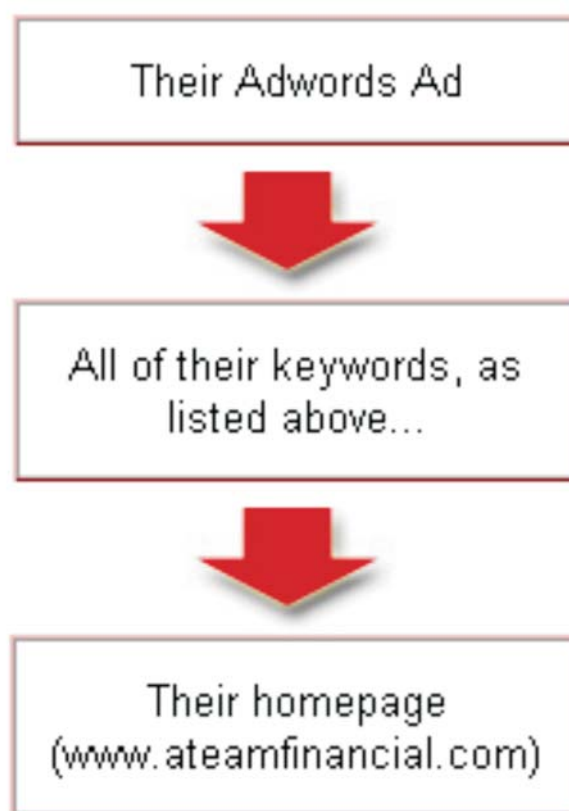 Their Adwords Ad
All of their keywords, as
listed above...
Their homepage
(www.ateamfinancial.com)